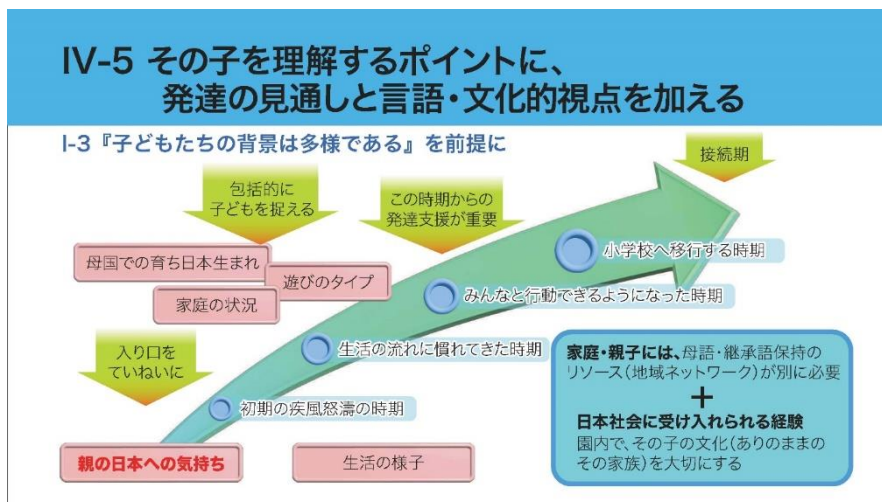 IV-5 その子を理解するポイントに、
発達の見通しと言語・文化的視点を加える
I-3『子どもたちの背景は多様である』を前提に
接続期
包括的に
子どもを捉える
この時期からの
発達支援が重要
小学校へ移行する時期
母国での育ち日本生まれ
遊びのタイプ
家庭の状況
みんなと行動できるようになった時期
入り口を
ていねいに
生活の流れに慣れてきた時期
初期の疾風怒濤の時期
家庭・親子には、母語・継承語保持の
リソース(地域ネットワーク)が別に必要
+
日本社会に受け入れられる経験
園内で、その子の文化(ありのままの
その家族)を大切にする
親の日本への気持ち
生活の様子